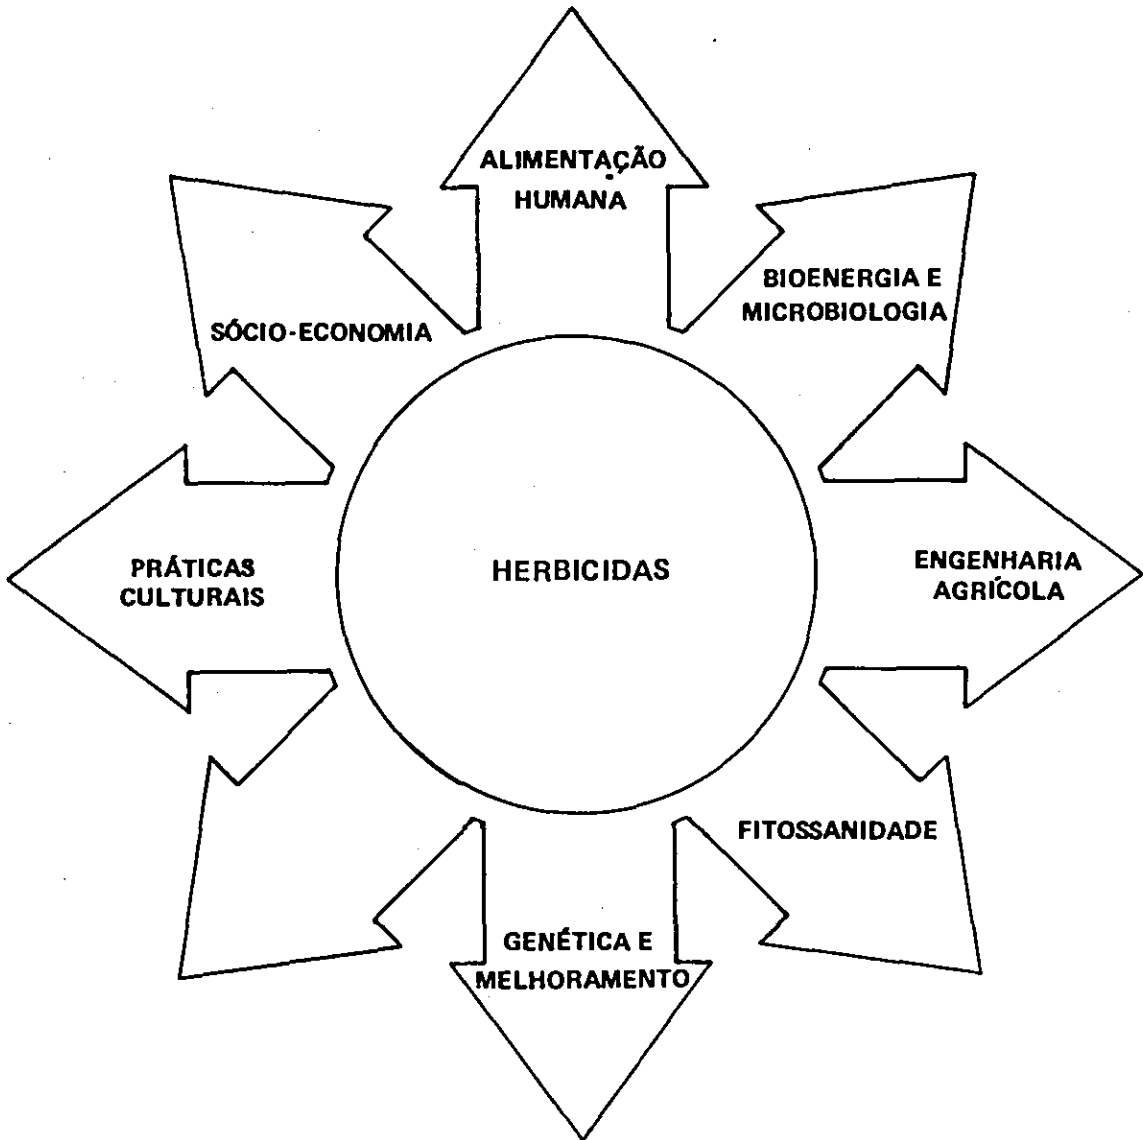 ALIMENTAÇÃO
HUMANA
BIOENERGIA E
MICROBIOLOGIA
SÓCIO-ECONOMIA
PRÁTICAS
CULTURAIS
HERBICIDAS
ENGENHARIA
AGRÍCOLA
FITOSSANIDADE
GENÉTICA E
MELHORAMENTO